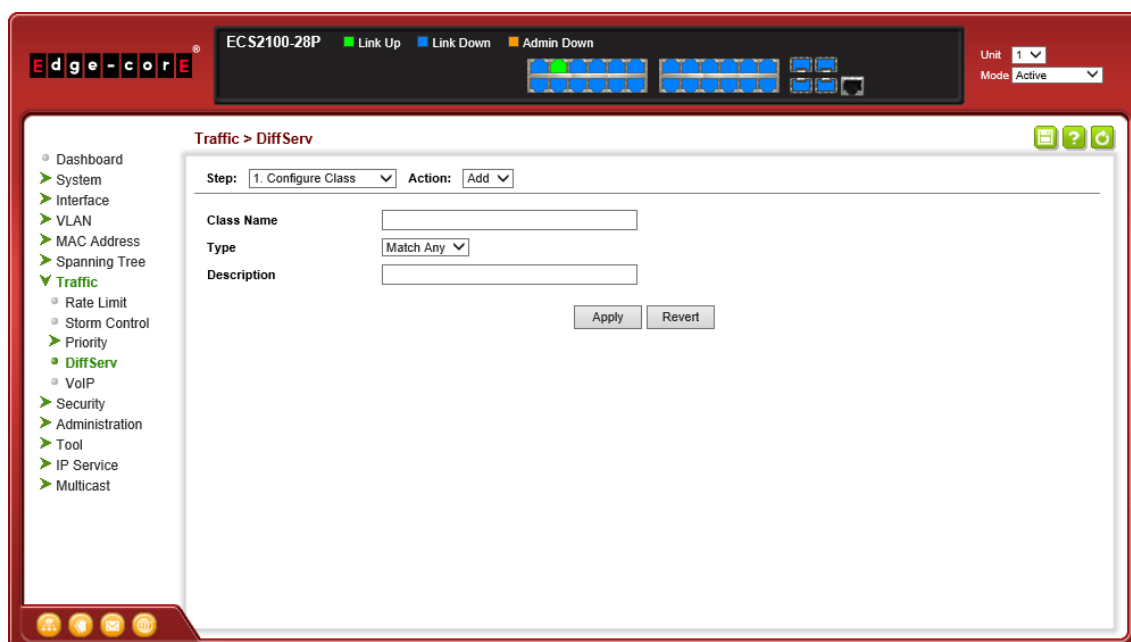 Edge-corE®
ECS2100-28P Link Up Link Down Admin Down
Unit 1
Mode Active
Traffic > DiffServ
Dashboard
System
Interface
VLAN
MAC Address
Spanning Tree
Traffic
Rate Limit
Storm Control
Priority
DiffServ
VoIP
Security
Administration
Tool
IP Service
Multicast
Step: 1. Configure Class Action: Add
Class Name
Type Match Any
Description
Apply Revert
?